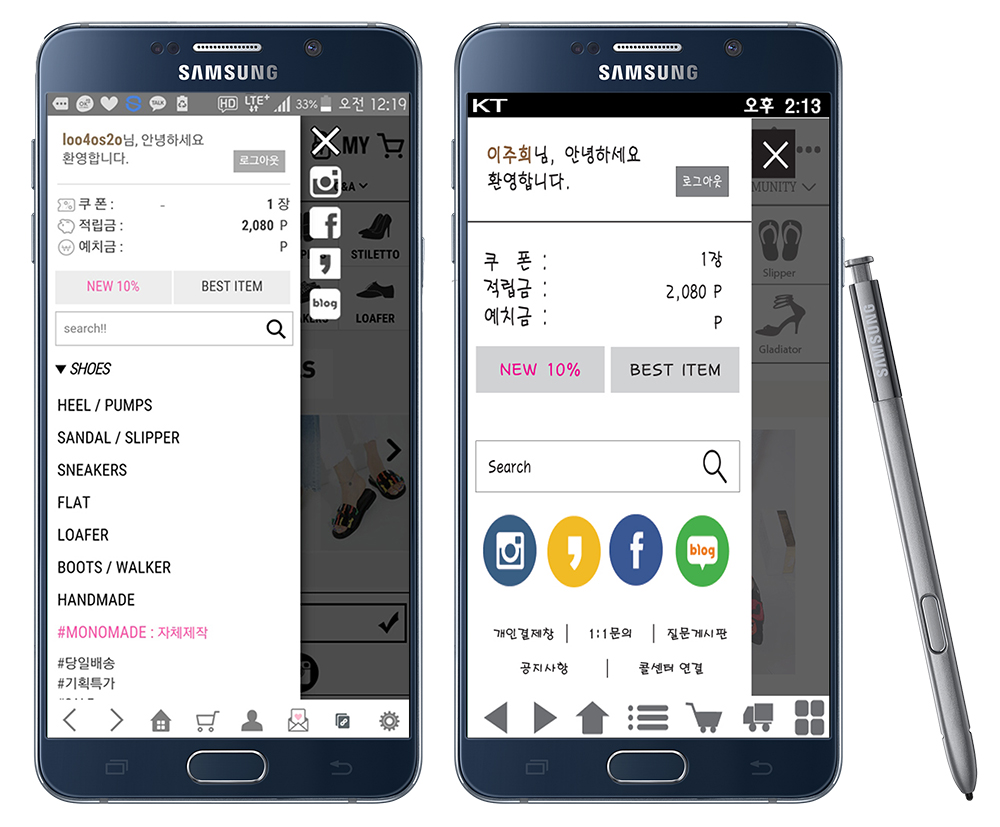 SAMSUNG
HD LTE+ 33% 오전 12:19
loo4os2o님, 안녕하세요
환영합니다.
로그아웃
쿠폰 : - 1 장
적립금 : 2,080 P
예치금 : P
NEW 10% BEST ITEM
search!!
▼ SHOES
HEEL / PUMPS
SANDAL / SLIPPER
SNEAKERS
FLAT
LOAFER
BOOTS / WALKER
HANDMADE
#MONOMADE : 자체제작
#당일배송
#기획특가
MY
&A
STILETTO
blog
LOAFER
S
SAMSUNG
KT 오후 2:13
이주희님, 안녕하세요
환영합니다.
로그아웃
쿠 폰 : 1장
적립금 : 2,080 P
예치금 : P
NEW 10% BEST ITEM
Search
blog
개인결제창 | 1:1문의 | 질문게시판
공지사항 | 콜센터 연결
MUNITY
Slipper
Gladiator
SAMSUNG